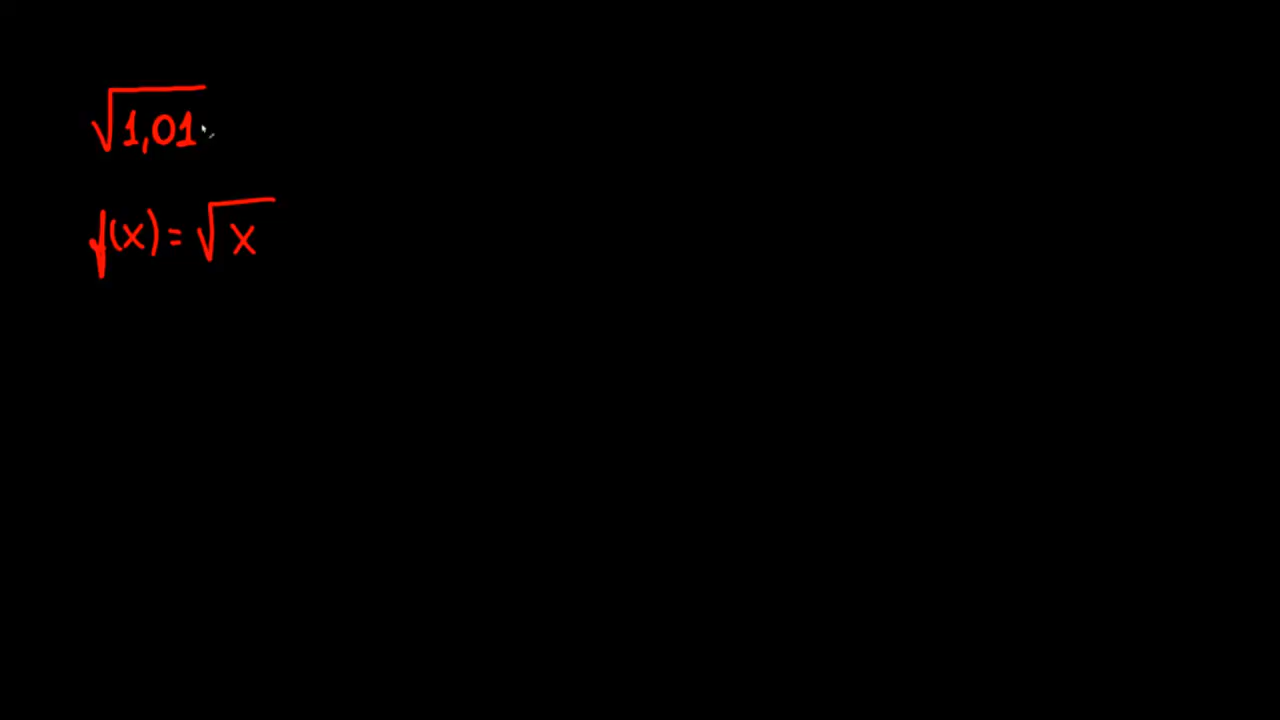 √1,01
f(x) = √x